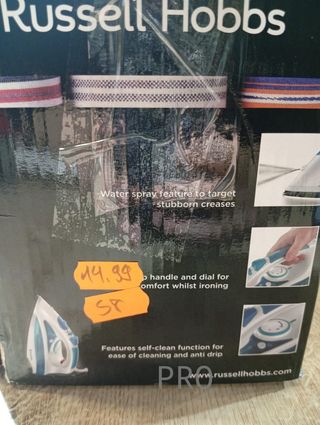 Russell Hobbs
Water spray feature to target
stubborn creases
14.99
p handle and dial for
comfort whilst ironing
58
Features self-clean function for
ease of cleaning and anti drip
www.russellhobbs.com
PRO